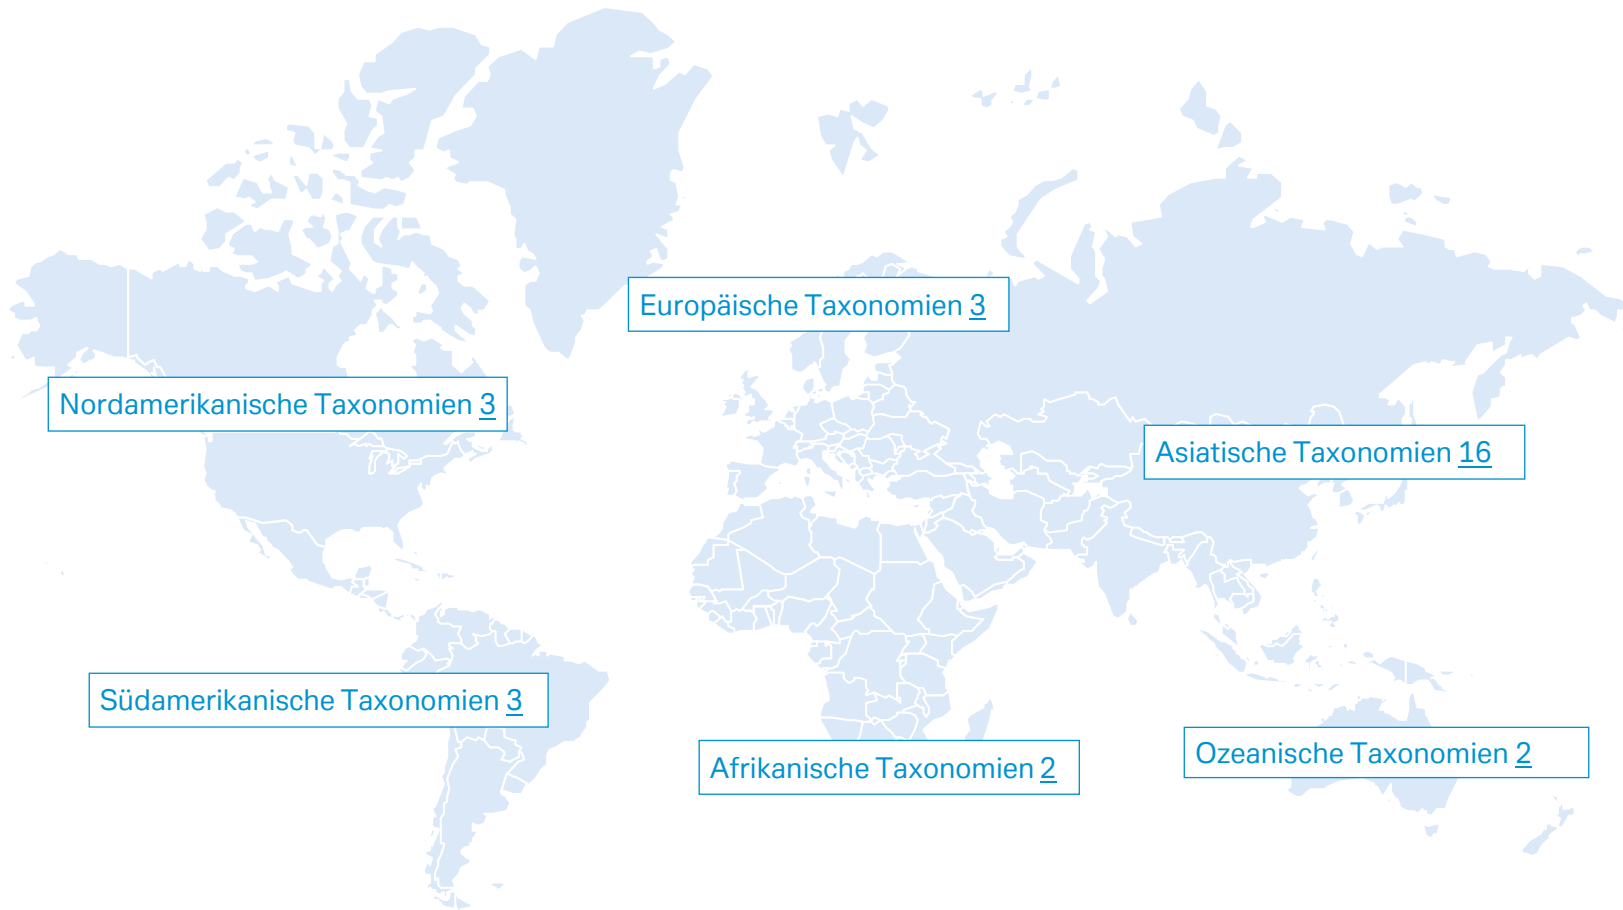 Europäische Taxonomien 3
Nordamerikanische Taxonomien 3
Asiatische Taxonomien 16
Südamerikanische Taxonomien 3
Afrikanische Taxonomien 2
Ozeanische Taxonomien 2